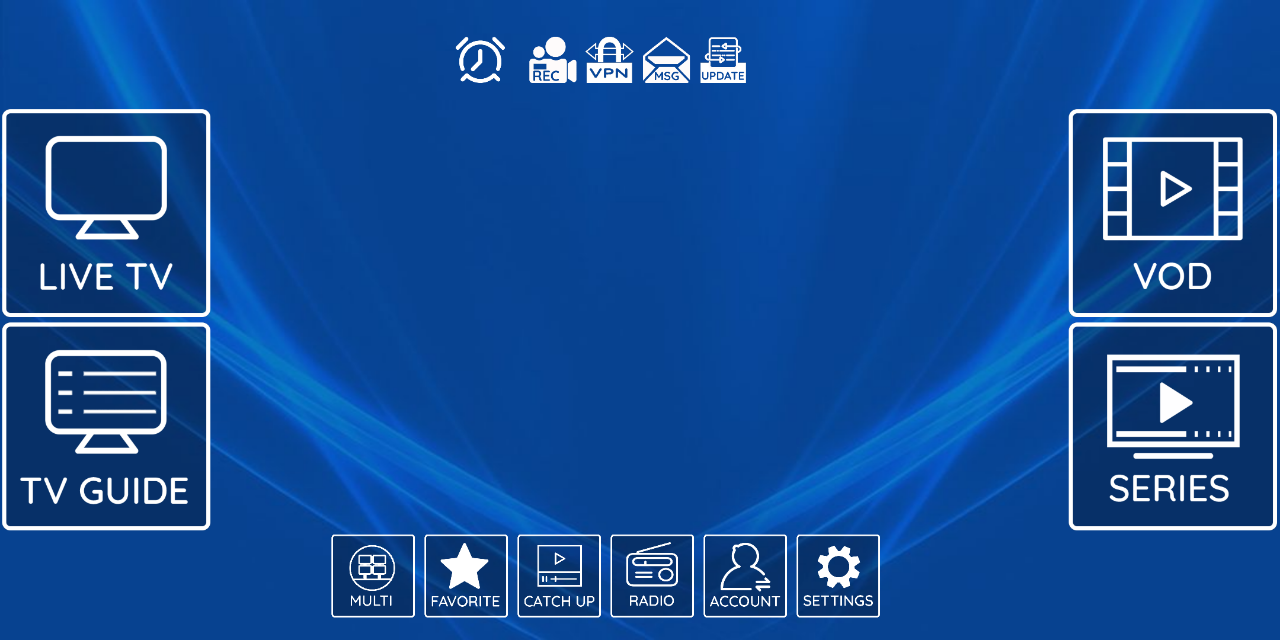 REC
VPN
MSG
UPDATE
LIVE TV
VOD
TV GUIDE
SERIES
MULTI
FAVORITE
CATCH UP
RADIO
ACCOUNT
SETTINGS